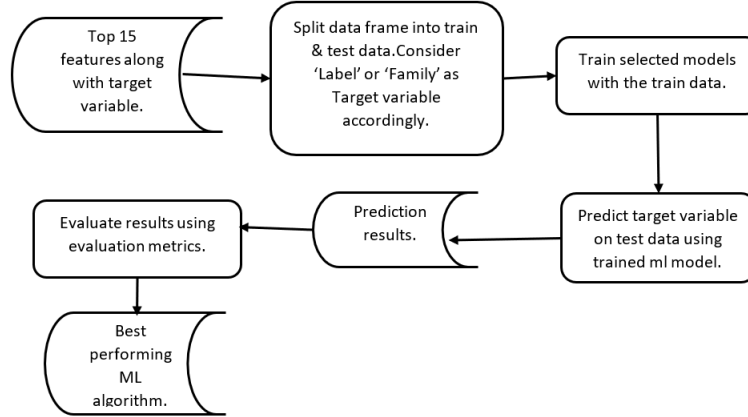 Top 15
features along
with target
variable.
Split data frame into train
& test data.Consider
‘Label’ or ‘Family’ as
Target variable
accordingly.
Train selected models
with the train data.
Predict target variable
on test data using
trained ml model.
Prediction
results.
Evaluate results using
evaluation metrics.
Best
performing
ML
algorithm.